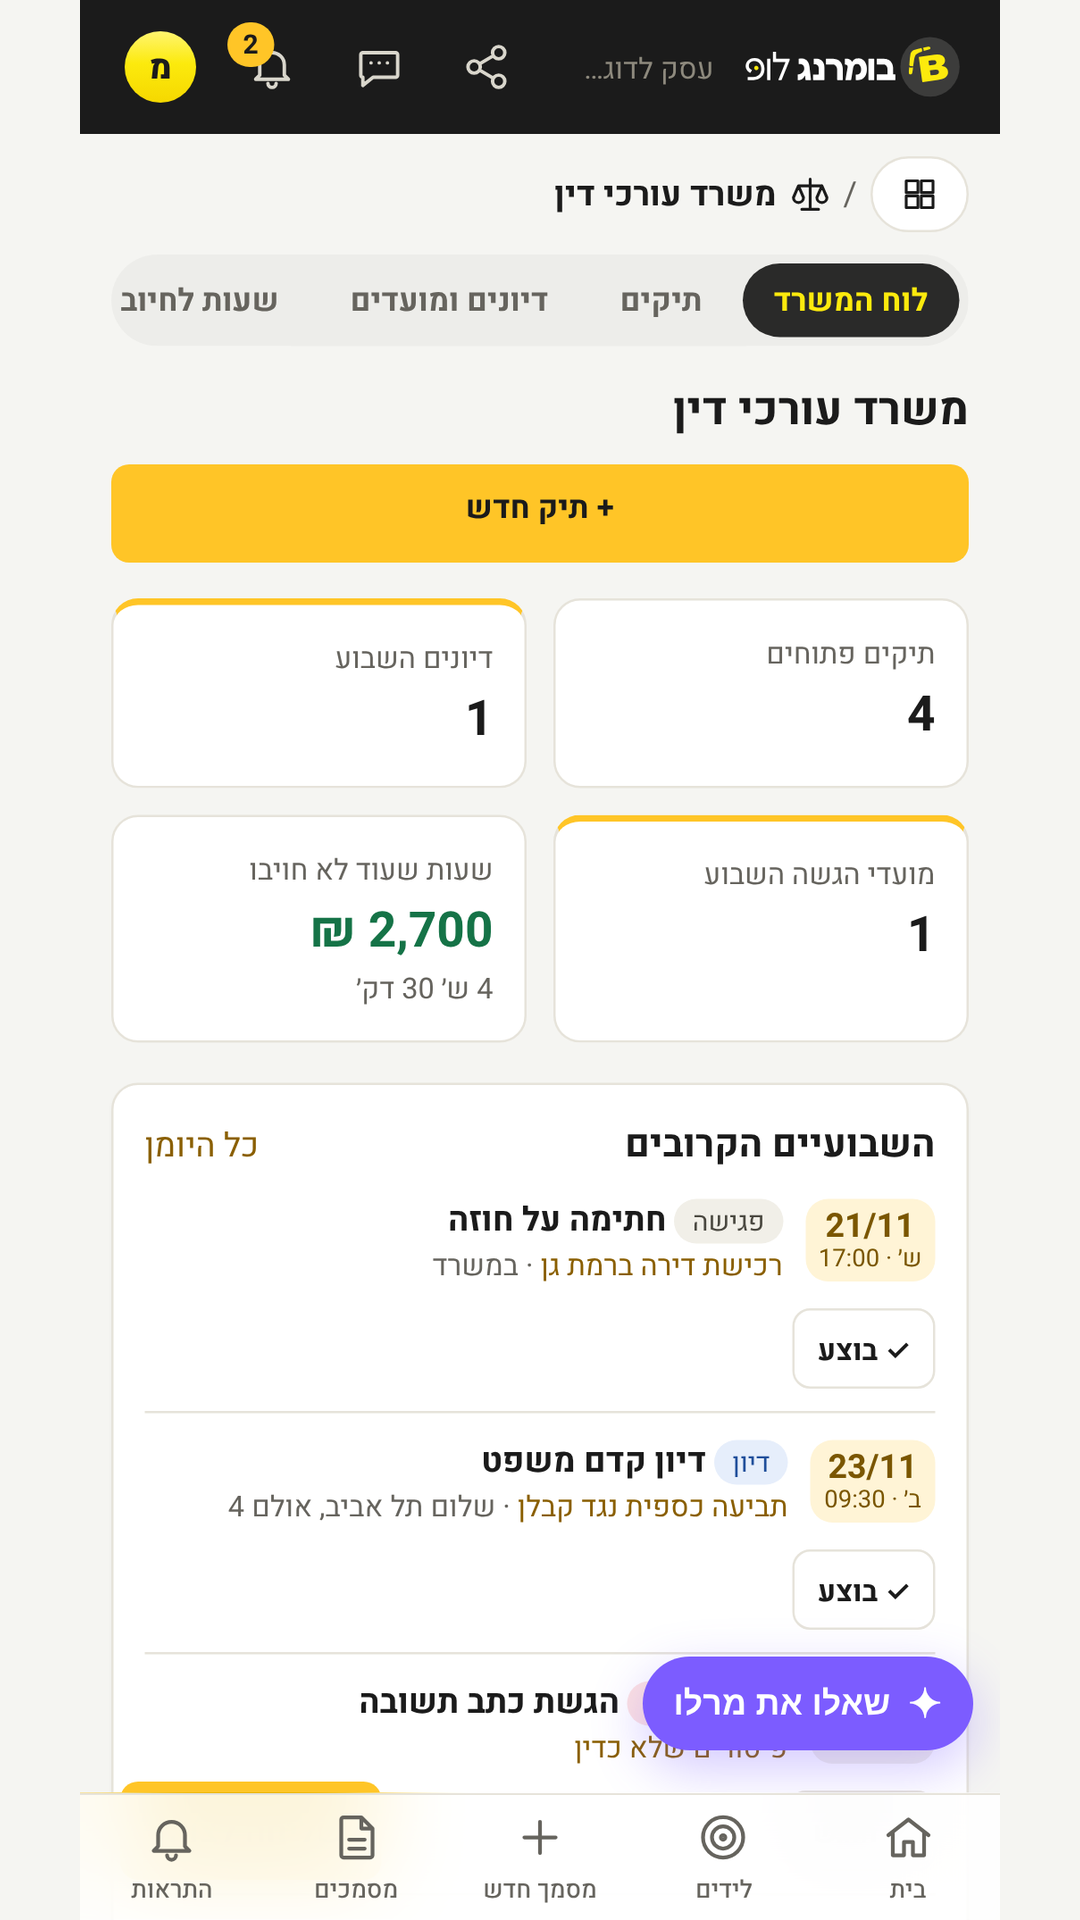 בומרנג לופ
עסק לדוג...
2
מ
/ משרד עורכי דין
לוח המשרד
תיקים
דיונים ומועדים
שעות לחיוב
משרד עורכי דין
+ תיק חדש
תיקים פתוחים
4
דיונים השבוע
1
מועדי הגשה השבוע
1
שעות שעוד לא חויבו
2,700 ₪
4 ש׳ 30 דק׳
השבועיים הקרובים
כל היומן
21/11
ש׳ · 17:00
פגישה חתימה על חוזה
רכישת דירה ברמת גן · במשרד
✓ בוצע
23/11
ב׳ · 09:30
דיון דיון קדם משפט
תביעה כספית נגד קבלן · שלום תל אביב, אולם 4
✓ בוצע
הגשת כתב תשובה
שלא כדין
שאלו את מרלו
בית
לידים
מסמך חדש
מסמכים
התראות